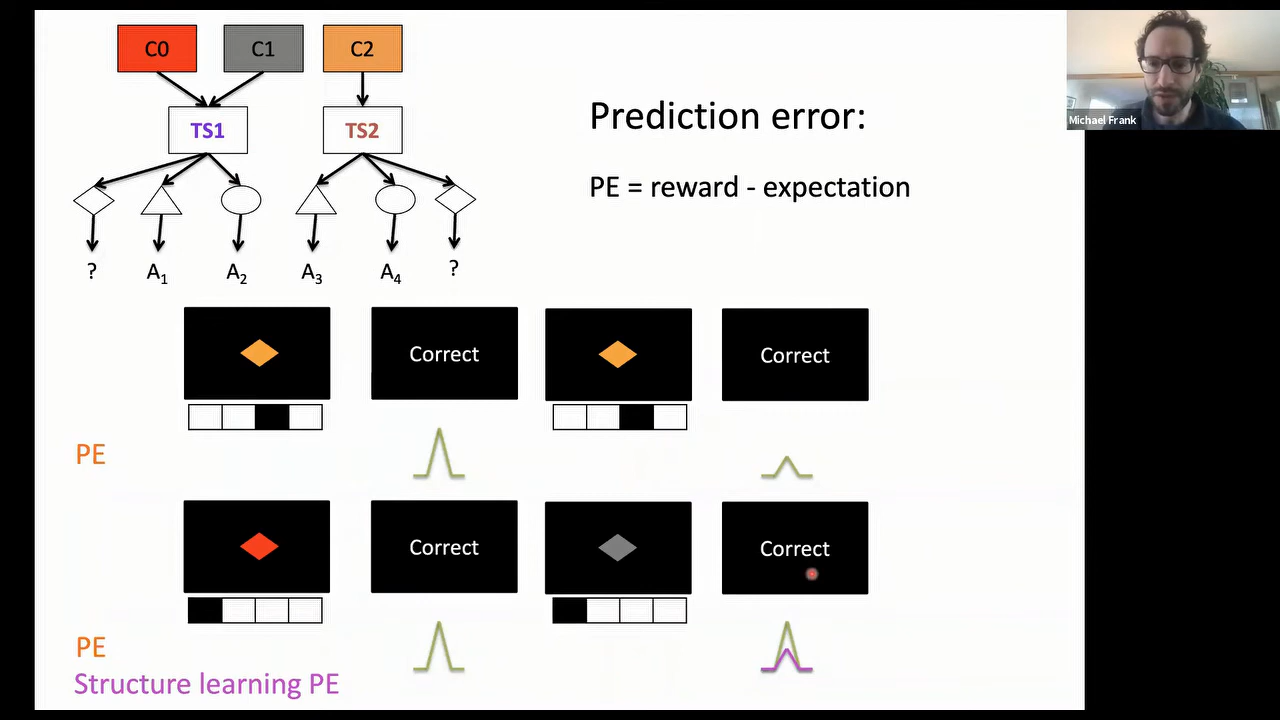 C0 C1 C2
TS1 TS2
? A1 A2 A3 A4 ?
Prediction error:
PE = reward - expectation
Michael Frank
Correct Correct
PE
Correct Correct
PE
Structure learning PE